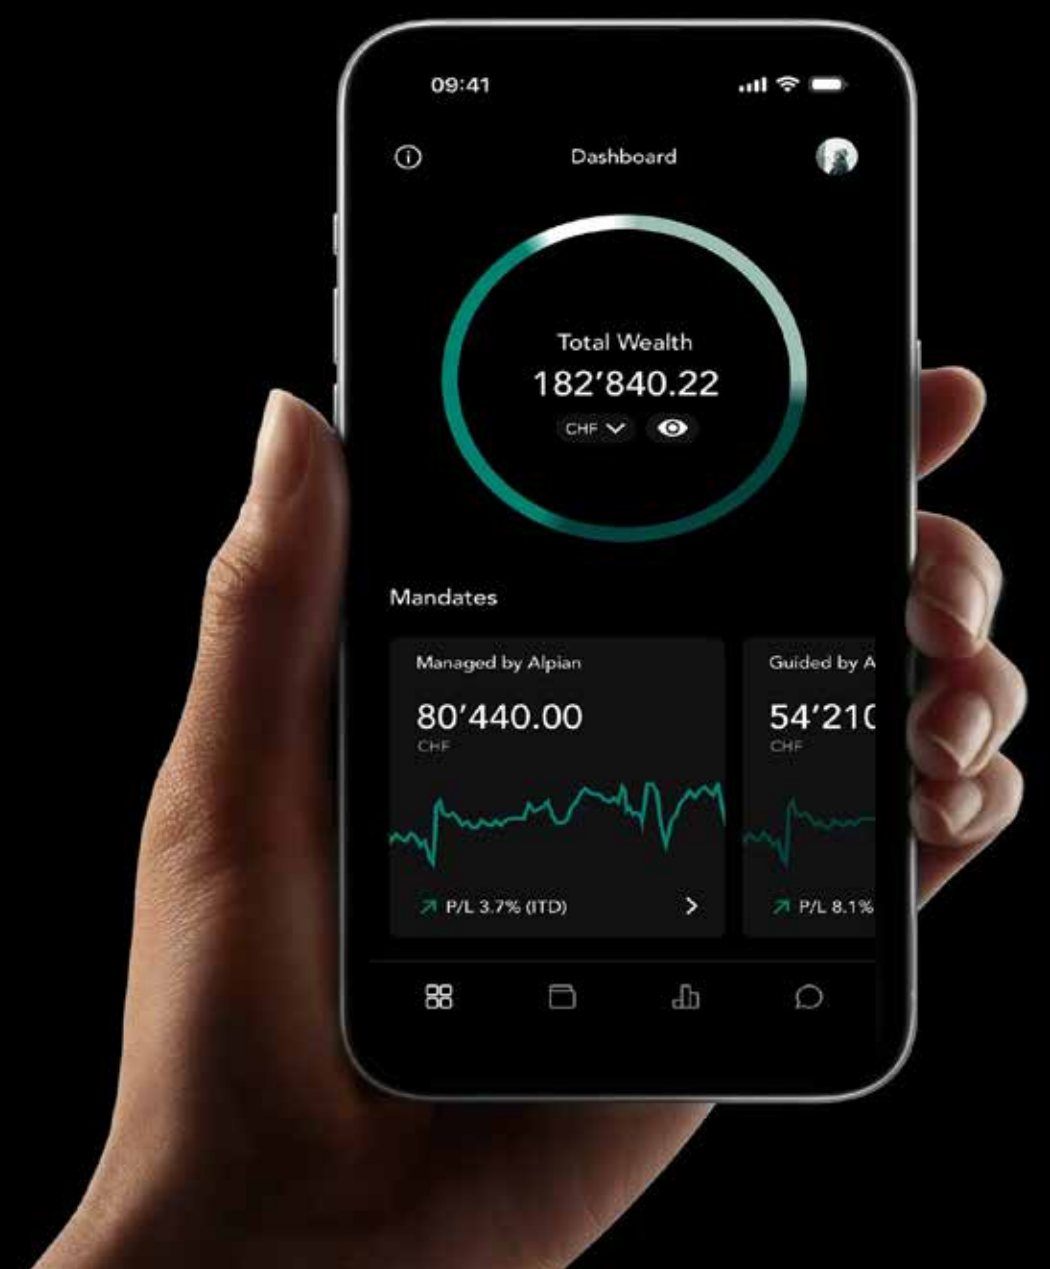 09:41
Dashboard
Total Wealth
182’840.22
CHF
Mandates
Managed by Alpian
80’440.00
CHF
P/L 3.7% (ITD)
Guided by A
54’210
CHF
P/L 8.1%